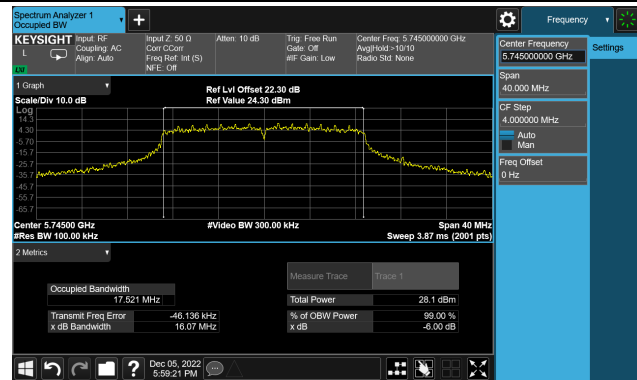 Spectrum Analyzer 1
Occupied BW
Frequency
KEYSIGHT
L
LXI
Input: RF
Coupling: AC
Align: Auto
Input Z: 50 Ω
Corr CCorr
Freq Ref: Int (S)
NFE: Off
Atten: 10 dB
Trig: Free Run
Gate: Off
#IF Gain: Low
Center Freq: 5.745000000 GHz
Avg|Hold:>10/10
Radio Std: None
Center Frequency
5.745000000 GHz
Settings
Span
40.000 MHz
CF Step
4.000000 MHz
Auto
Man
Freq Offset
0 Hz
1 Graph
Scale/Div 10.0 dB
Ref Lvl Offset 22.30 dB
Ref Value 24.30 dBm
Log
14.3
4.30
-5.70
-15.7
-25.7
-35.7
-45.7
-55.7
-65.7
Center 5.74500 GHz
#Video BW 300.00 kHz
Span 40 MHz
#Res BW 100.00 kHz
Sweep 3.87 ms (2001 pts)
2 Metrics
Measure Trace
Trace 1
Occupied Bandwidth
17.521 MHz
Total Power
28.1 dBm
Transmit Freq Error
-46.136 kHz
% of OBW Power
99.00 %
x dB Bandwidth
16.07 MHz
x dB
-6.00 dB
Dec 05, 2022
5:59:21 PM